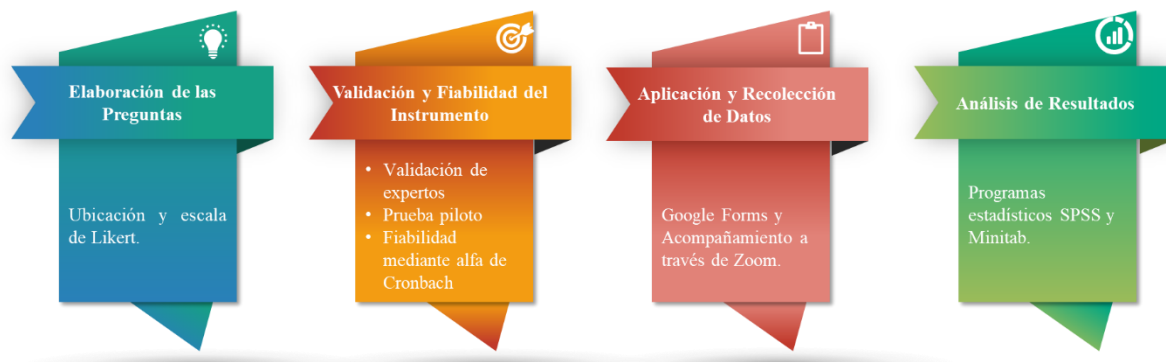 Elaboración de las
Preguntas
Ubicación y escala
de Likert.
Validación y Fiabilidad del
Instrumento
• Validación de
expertos
• Prueba piloto
• Fiabilidad
mediante alfa de
Cronbach
Aplicación y Recolección
de Datos
Google Forms y
Acompañamiento a
través de Zoom.
Análisis de Resultados
Programas
estadísticos SPSS y
Minitab.